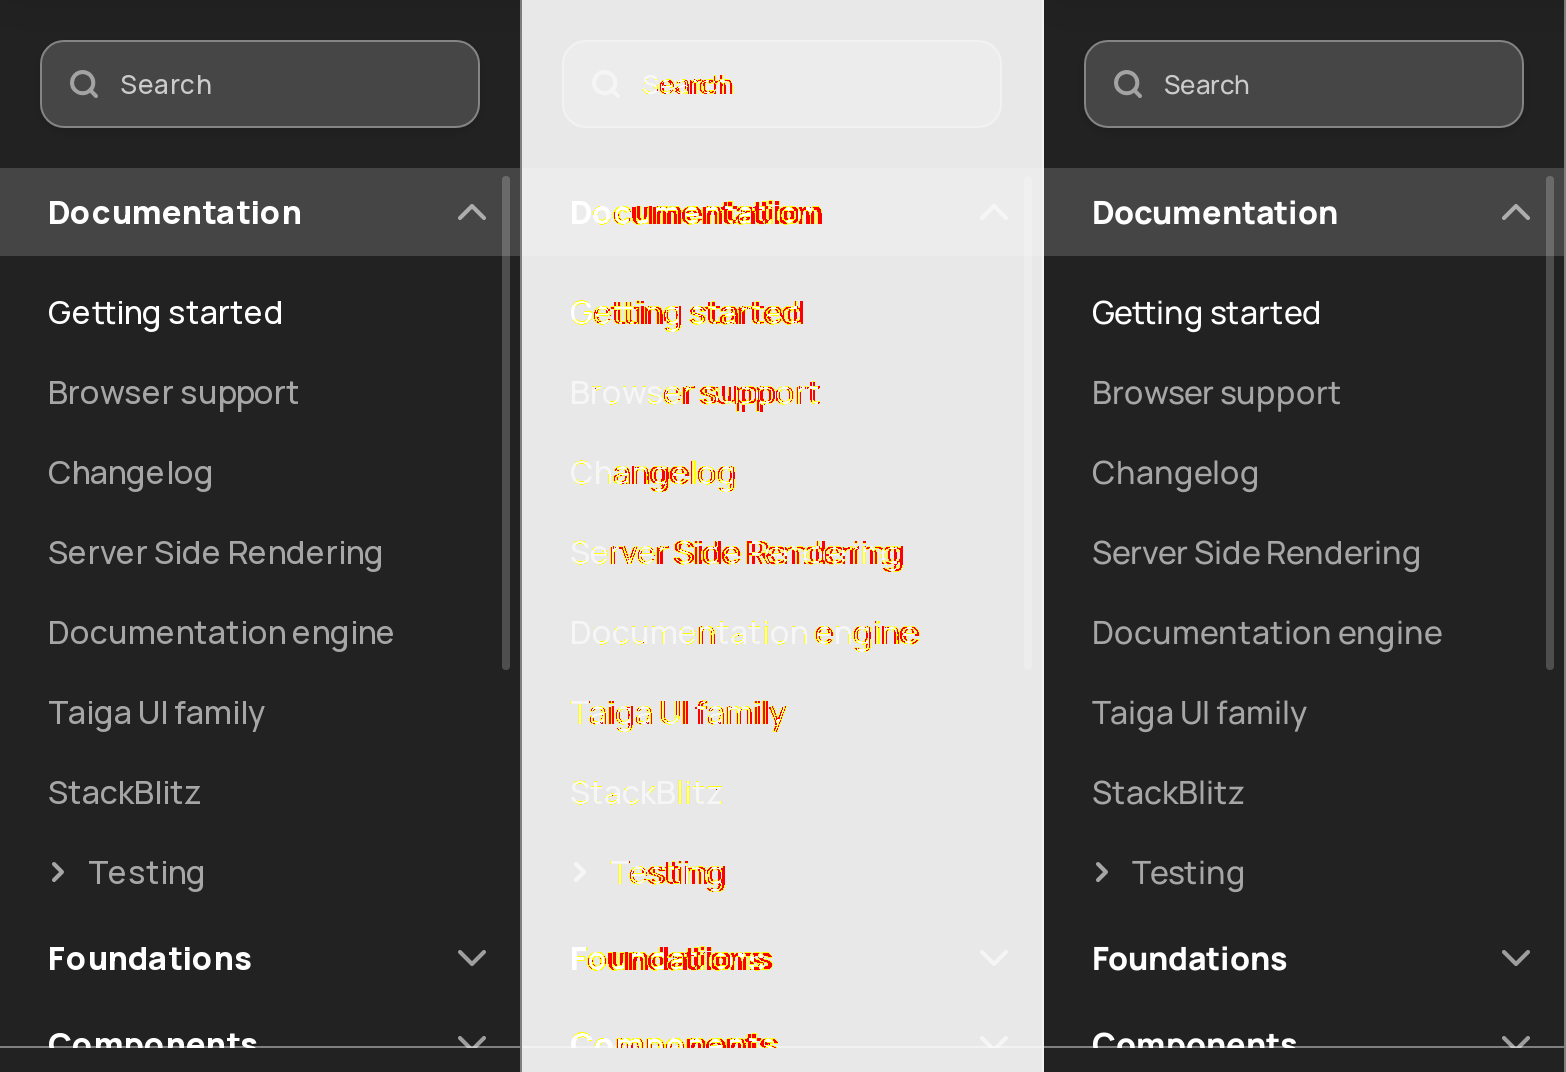 Search
Documentation
Getting started
Browser support
Changelog
Server Side Rendering
Documentation engine
Taiga UI family
StackBlitz
Testing
Foundations
Components
Search
Documentation
Getting started
Browser support
Changelog
Server Side Rendering
Documentation engine
Taiga UI family
StackBlitz
Testing
Foundations
Components
Search
Documentation
Getting started
Browser support
Changelog
Server Side Rendering
Documentation engine
Taiga UI family
StackBlitz
Testing
Foundations
Components